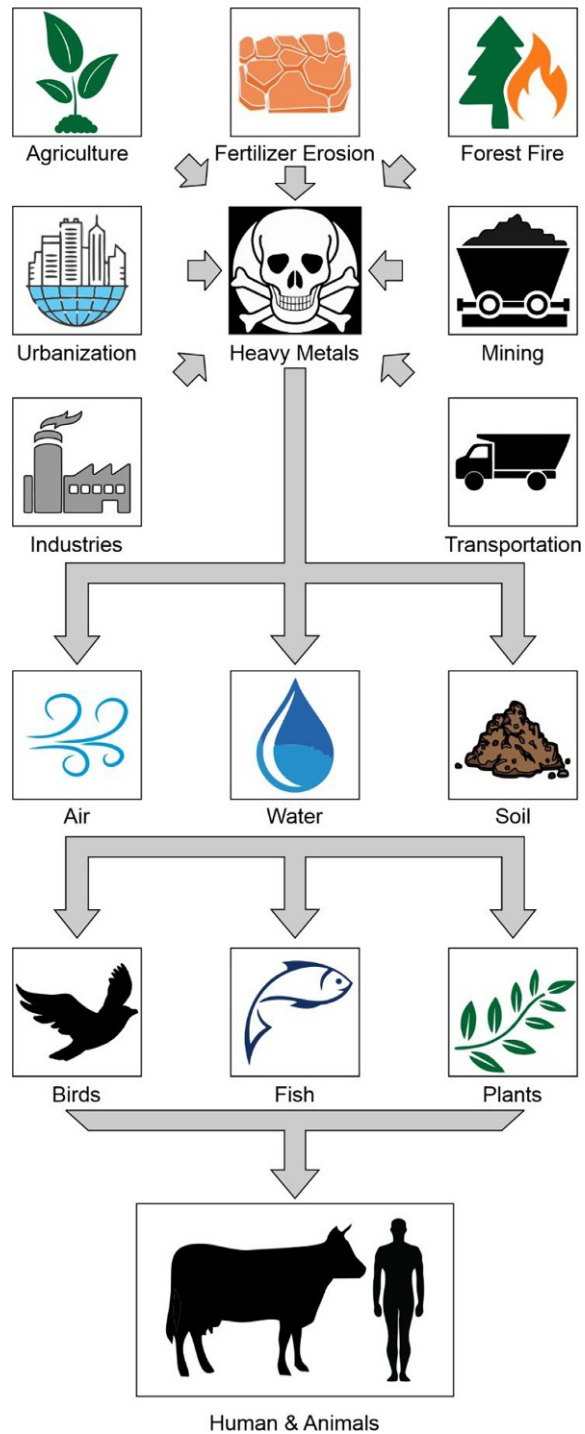 Agriculture
Fertilizer Erosion
Forest Fire
Urbanization
Heavy Metals
Mining
Industries
Transportation
Air
Water
Soil
Birds
Fish
Plants
Human & Animals